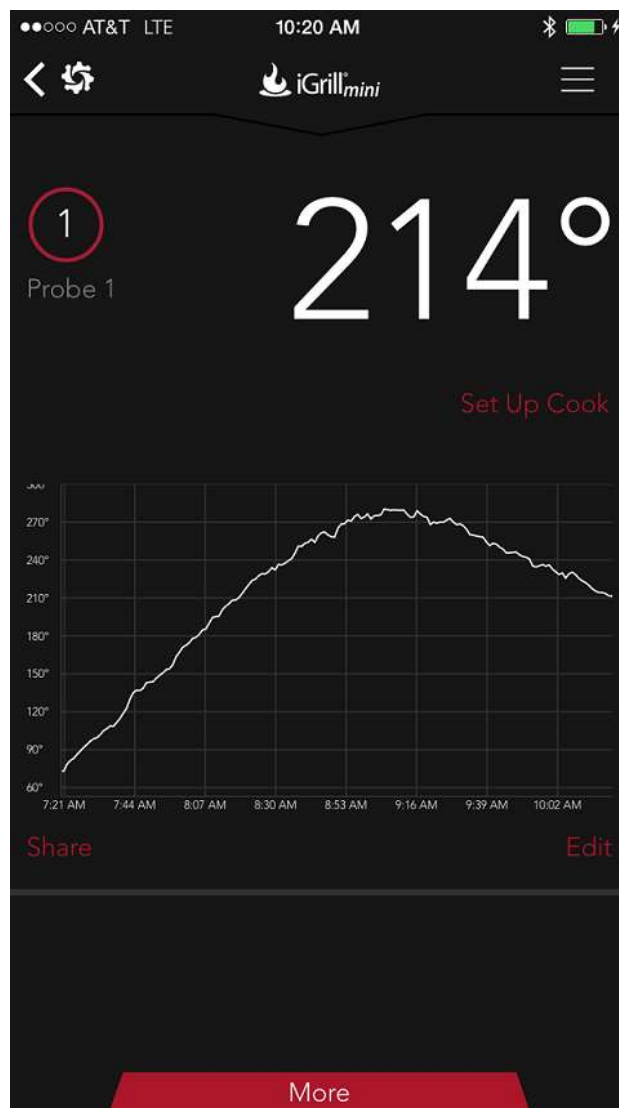 AT&T LTE 10:20 AM
iGrill mini
1
214°
Probe 1
Set Up Cook
300°
270°
240°
210°
180°
150°
120°
90°
60°
7:21 AM 7:44 AM 8:07 AM 8:30 AM 8:53 AM 9:16 AM 9:39 AM 10:02 AM
Share Edit
More